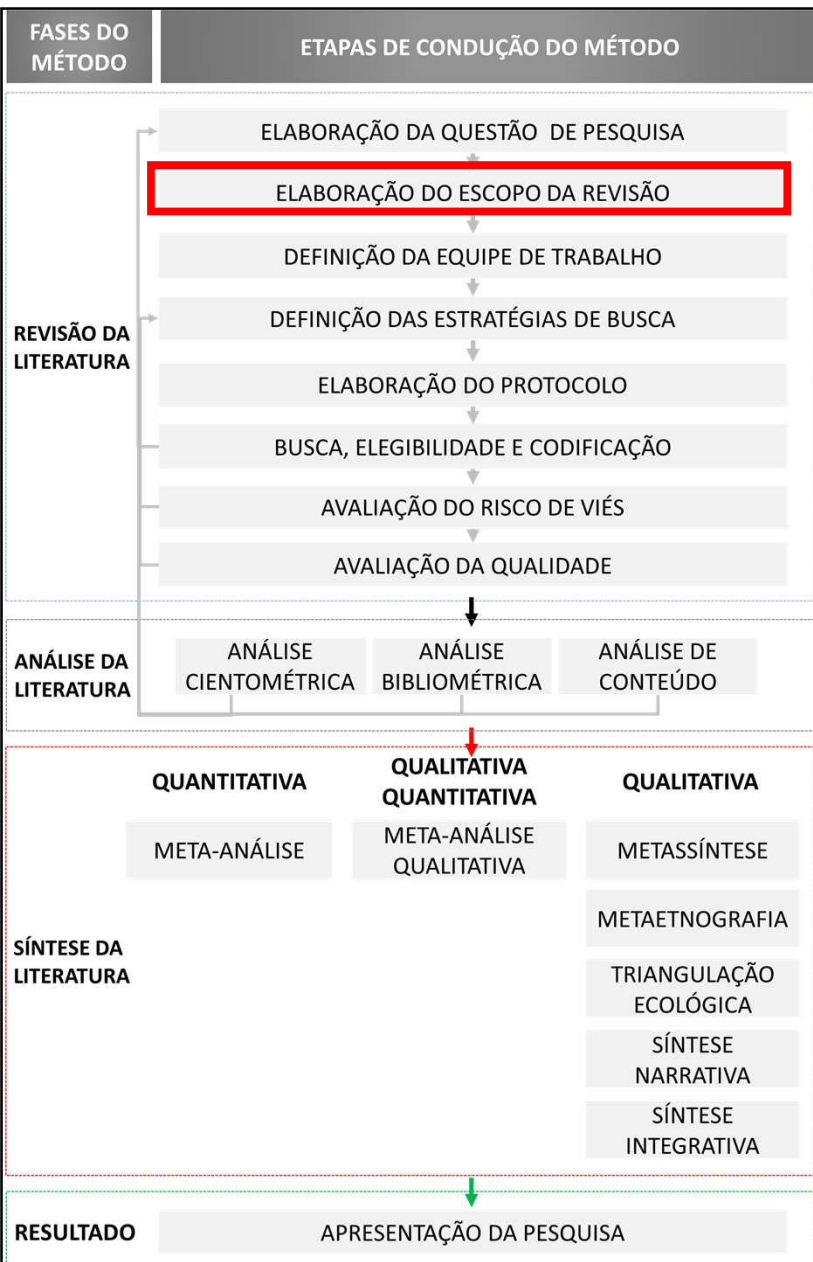 FASES DO
MÉTODO
ETAPAS DE CONDUÇÃO DO MÉTODO
ELABORAÇÃO DA QUESTÃO DE PESQUISA
ELABORAÇÃO DO ESCOPO DA REVISÃO
DEFINIÇÃO DA EQUIPE DE TRABALHO
REVISÃO DA
LITERATURA
DEFINIÇÃO DAS ESTRATÉGIAS DE BUSCA
ELABORAÇÃO DO PROTOCOLO
BUSCA, ELEGIBILIDADE E CODIFICAÇÃO
AVALIAÇÃO DO RISCO DE VIÉS
AVALIAÇÃO DA QUALIDADE
ANÁLISE DA
LITERATURA
ANÁLISE
CIENTOMÉTRICA
ANÁLISE
BIBLIOMÉTRICA
ANÁLISE DE
CONTEÚDO
SÍNTESE DA
LITERATURA
QUANTITATIVA
META-ANÁLISE
QUALITATIVA
QUANTITATIVA
META-ANÁLISE
QUALITATIVA
QUALITATIVA
METASSÍNTESE
METAETNOGRAFIA
TRIANGULAÇÃO
ECOLÓGICA
SÍNTESE
NARRATIVA
SÍNTESE
INTEGRATIVA
RESULTADO
APRESENTAÇÃO DA PESQUISA